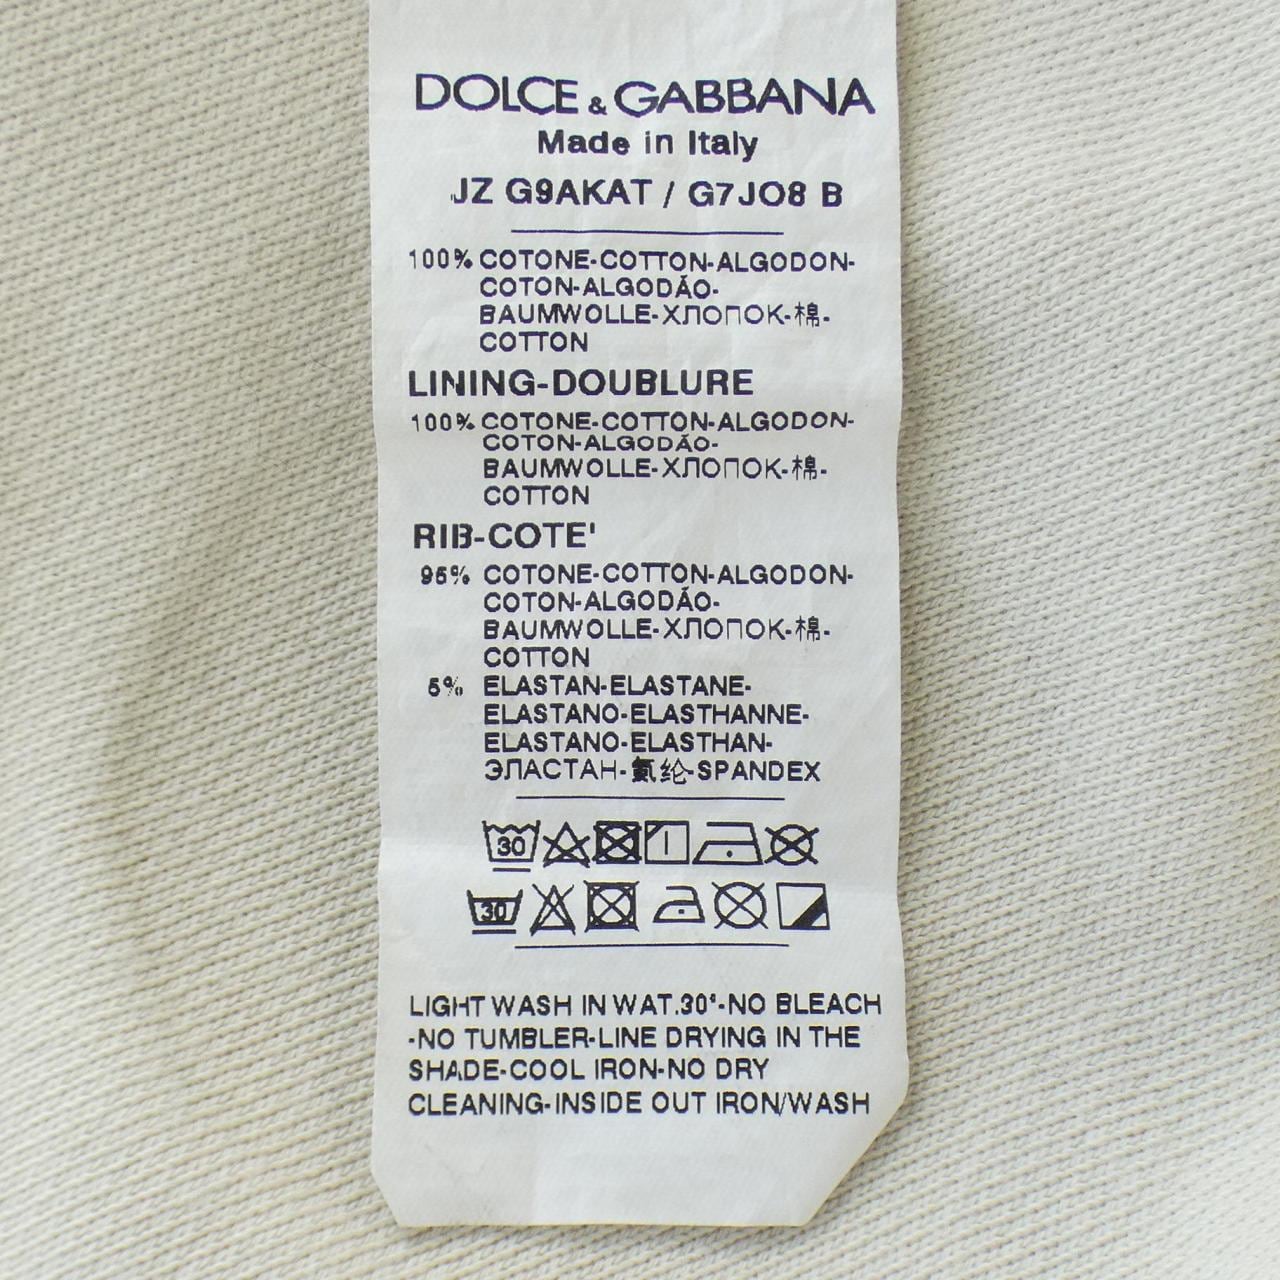 DOLCE & GABBANA
Made in Italy
JZ G9AKAT / G7JO8 B
100% COTONE-COTTON-ALGODON-
COTON-ALGODÃO-
BAUMWOLLE-ХЛОПОК-棉-
COTTON
LINING-DOUBLURE
100% COTONE-COTTON-ALGODON-
COTON-ALGODÃO-
BAUMWOLLE-ХЛОПОК-棉-
COTTON
RIB-COTE'
95% COTONE-COTTON-ALGODON-
COTON-ALGODÃO-
BAUMWOLLE-ХЛОПОК-棉-
COTTON
5% ELASTAN-ELASTANE-
ELASTANO-ELASTHANNE-
ELASTANO-ELASTHAN-
ЭЛАСТАН-氨纶-SPANDEX
30
30
LIGHT WASH IN WAT.30°-NO BLEACH
-NO TUMBLER-LINE DRYING IN THE
SHADE-COOL IRON-NO DRY
CLEANING-INSIDE OUT IRON/WASH